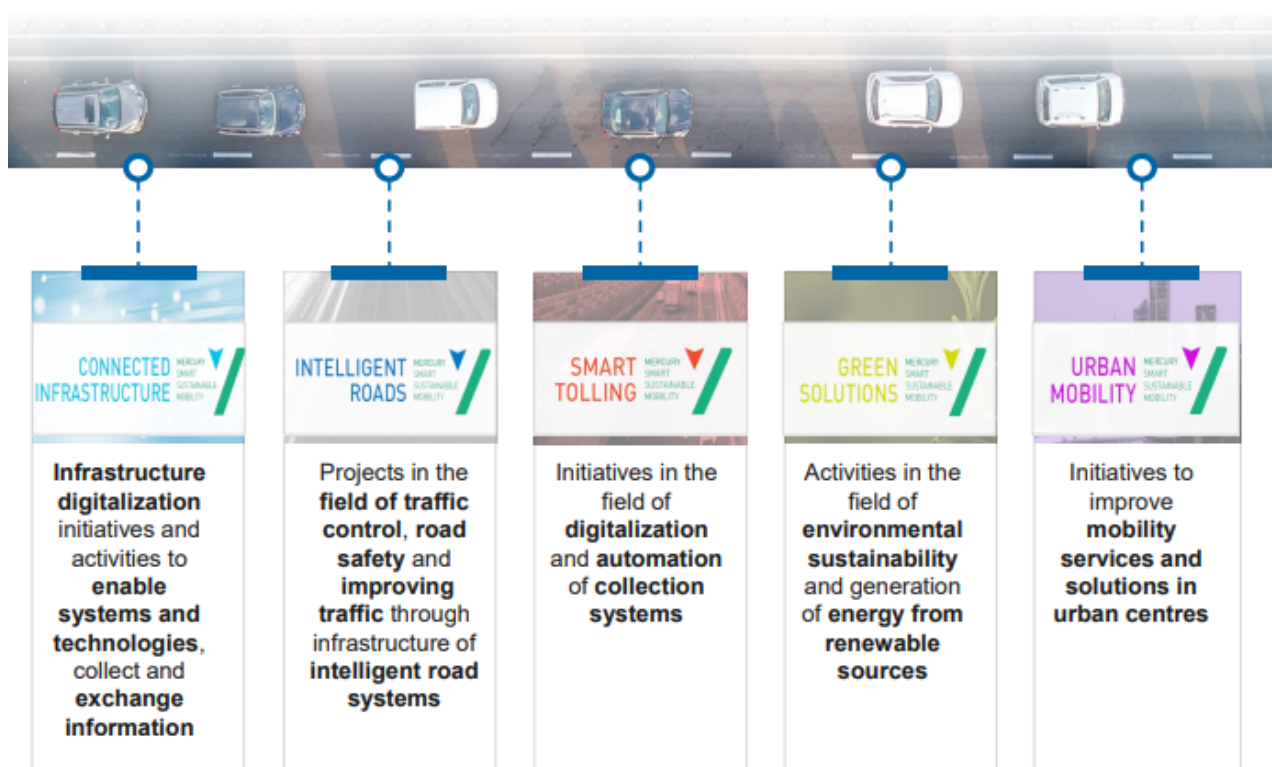 CONNECTED
INFRASTRUCTURE
MERCURY
SMART
SUSTAINABLE
MOBILITY
Infrastructure
digitalization
initiatives and
activities to
enable
systems and
technologies,
collect and
exchange
information
INTELLIGENT
ROADS
MERCURY
SMART
SUSTAINABLE
MOBILITY
Projects in the
field of traffic
control, road
safety and
improving
traffic through
infrastructure of
intelligent road
systems
SMART
TOLLING
MERCURY
SMART
SUSTAINABLE
MOBILITY
Initiatives in the
field of
digitalization
and automation
of collection
systems
GREEN
SOLUTIONS
MERCURY
SMART
SUSTAINABLE
MOBILITY
Activities in the
field of
environmental
sustainability
and generation
of energy from
renewable
sources
URBAN
MOBILITY
MERCURY
SMART
SUSTAINABLE
MOBILITY
Initiatives to
improve
mobility
services and
solutions in
urban centres